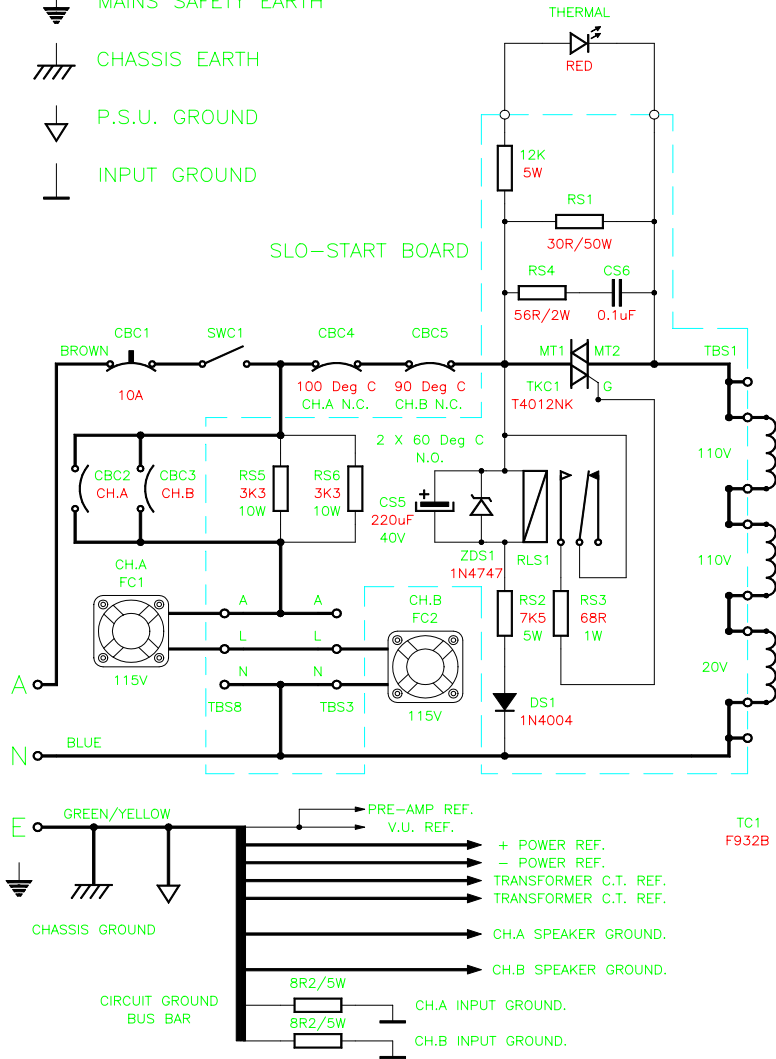 MAINS SAFETY EARTH
THERMAL
RED
CHASSIS EARTH
P.S.U. GROUND
INPUT GROUND
12K
5W
RS1
30R/50W
SLO-START BOARD
RS4
CS6
56R/2W
0.1uF
CBC1
SWC1
CBC4
CBC5
BROWN
MT1
MT2
TBS1
10A
100 Deg C
90 Deg C
CH.A N.C.
CH.B N.C.
TKC1
G
T4012NK
2 X 60 Deg C
N.O.
110V
CBC2
CH.A
CBC3
CH.B
RS5
3K3
10W
RS6
3K3
10W
CS5
220uF
40V
+
ZDS1
1N4747
RLS1
110V
CH.A
FC1
A
A
CH.B
FC2
RS2
7K5
5W
RS3
68R
1W
L
L
115V
N
N
20V
A
TBS8
TBS3
115V
DS1
1N4004
N
BLUE
E
GREEN/YELLOW
PRE-AMP REF.
V.U. REF.
TC1
F932B
+ POWER REF.
- POWER REF.
TRANSFORMER C.T. REF.
TRANSFORMER C.T. REF.
CHASSIS GROUND
CH.A SPEAKER GROUND.
CH.B SPEAKER GROUND.
CIRCUIT GROUND
BUS BAR
8R2/5W
CH.A INPUT GROUND.
8R2/5W
CH.B INPUT GROUND.